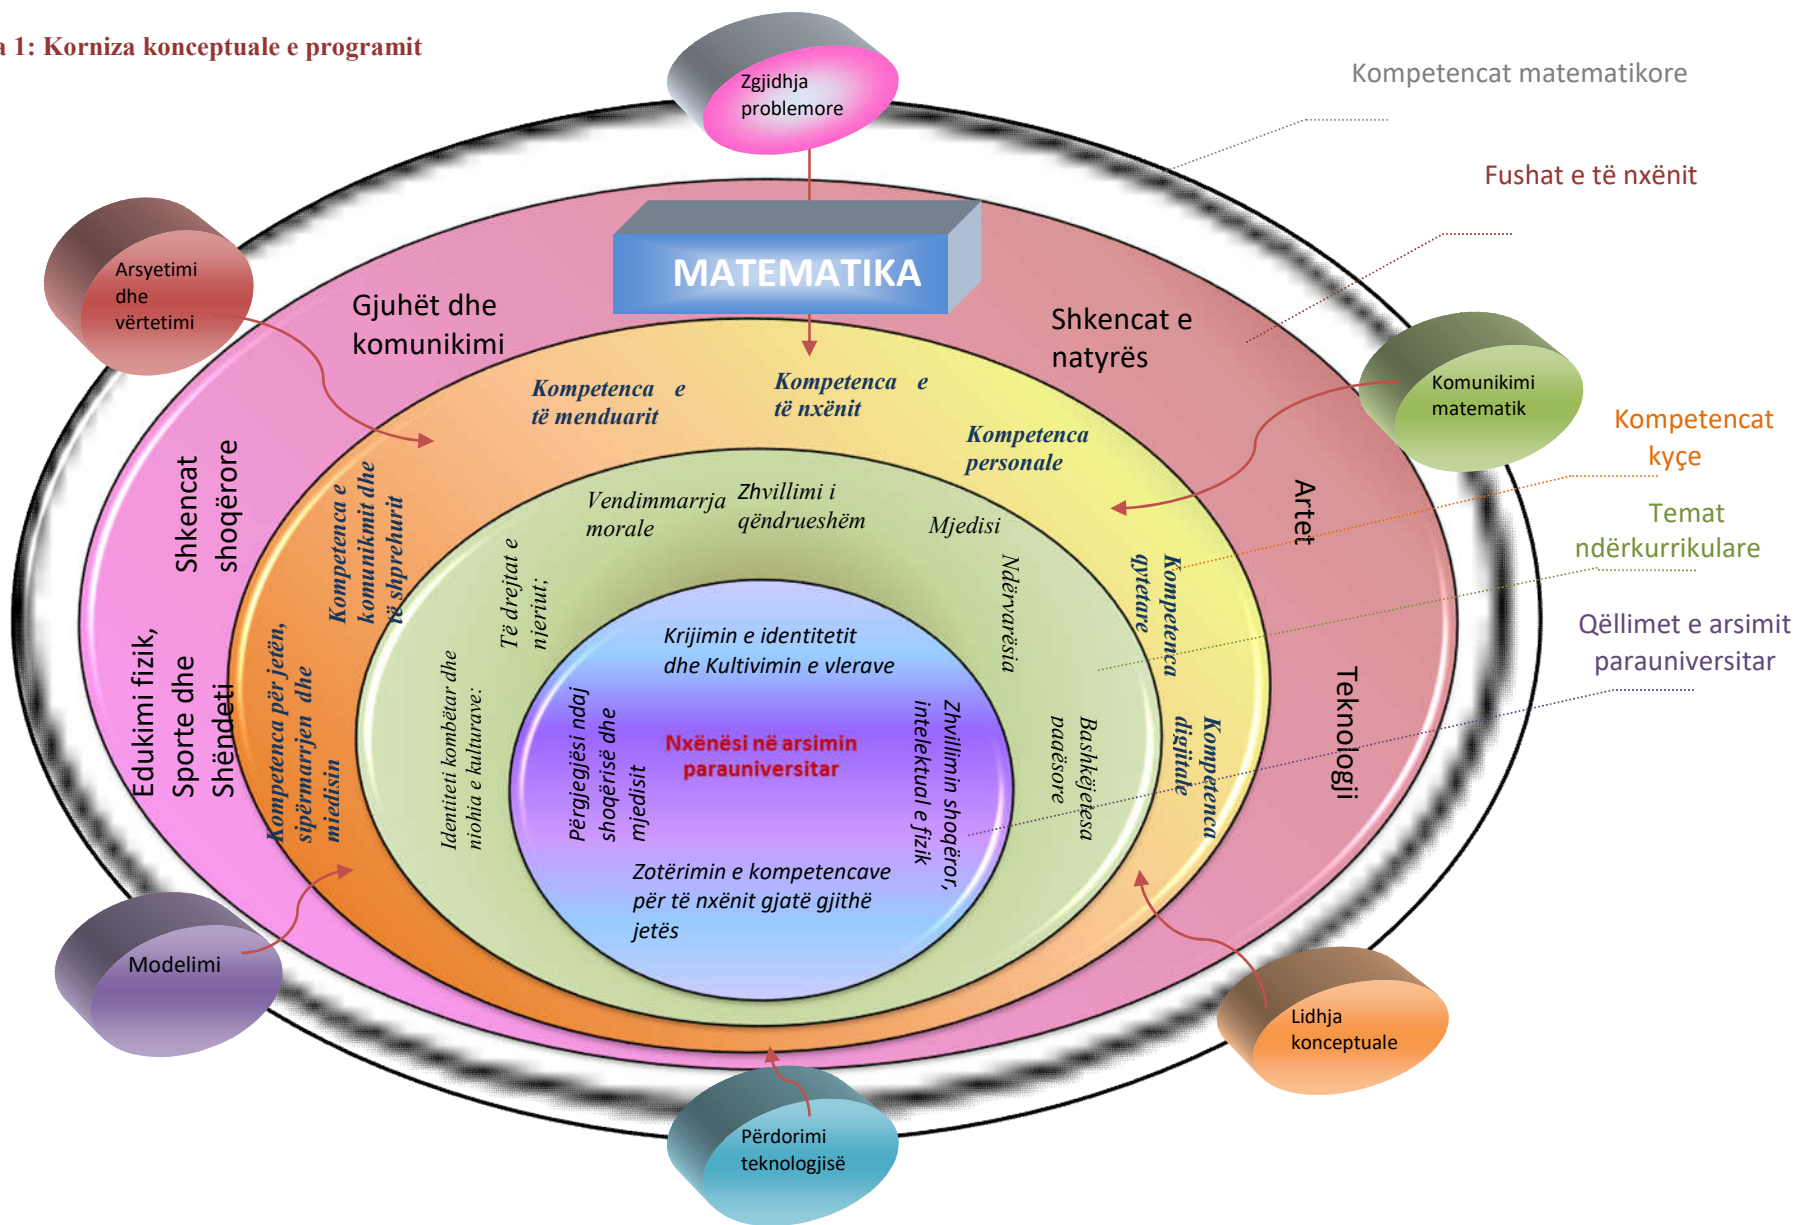 a 1: Korniza konceptuale e programit
Zgjidhja
problemore
Kompetencat matematikore
Fushat e të nxënit
Arsyetimi
dhe
vërtetimi
MATEMATIKA
Gjuhët dhe
komunikimi
Shkencat e
natyrës
Komunikimi
matematik
Kompetenca e
të menduarit
Kompetenca e
të nxënit
Kompetenca
personale
Kompetencat
kyçe
Shkencat
shoqërore
Kompetenca e
komunikmit dhe
të shprehurit
Vendimmarrja
morale
Zhvillimi i
qëndrueshëm
Mjedisi
Artet
Temat
ndërkurrikulare
Të drejtat e
njeriut;
Ndërvarësia
Kompetenca
qytetare
Qëllimet e arsimit
parauniversitar
Edukimi fizik,
Sporte dhe
Shëndeti
Kompetenca për jetën,
sipërmarrjen dhe
mjedisin
Identiteti kombëtar dhe
njohja e kulturave:
Krijimin e identitetit
dhe Kultivimin e vlerave
Përgjegjësi ndaj
shoqërisë dhe
mjedisit
Nxënësi në arsimin
parauniversitar
Zhvillimin shoqëror,
intelektual e fizik
Bashkëjetesa
paqësore
Kompetenca
digjitale
Teknologji
Zotërimin e kompetencave
për të nxënit gjatë gjithë
jetës
Modelimi
Lidhja
konceptuale
Përdorimi
teknologjisë